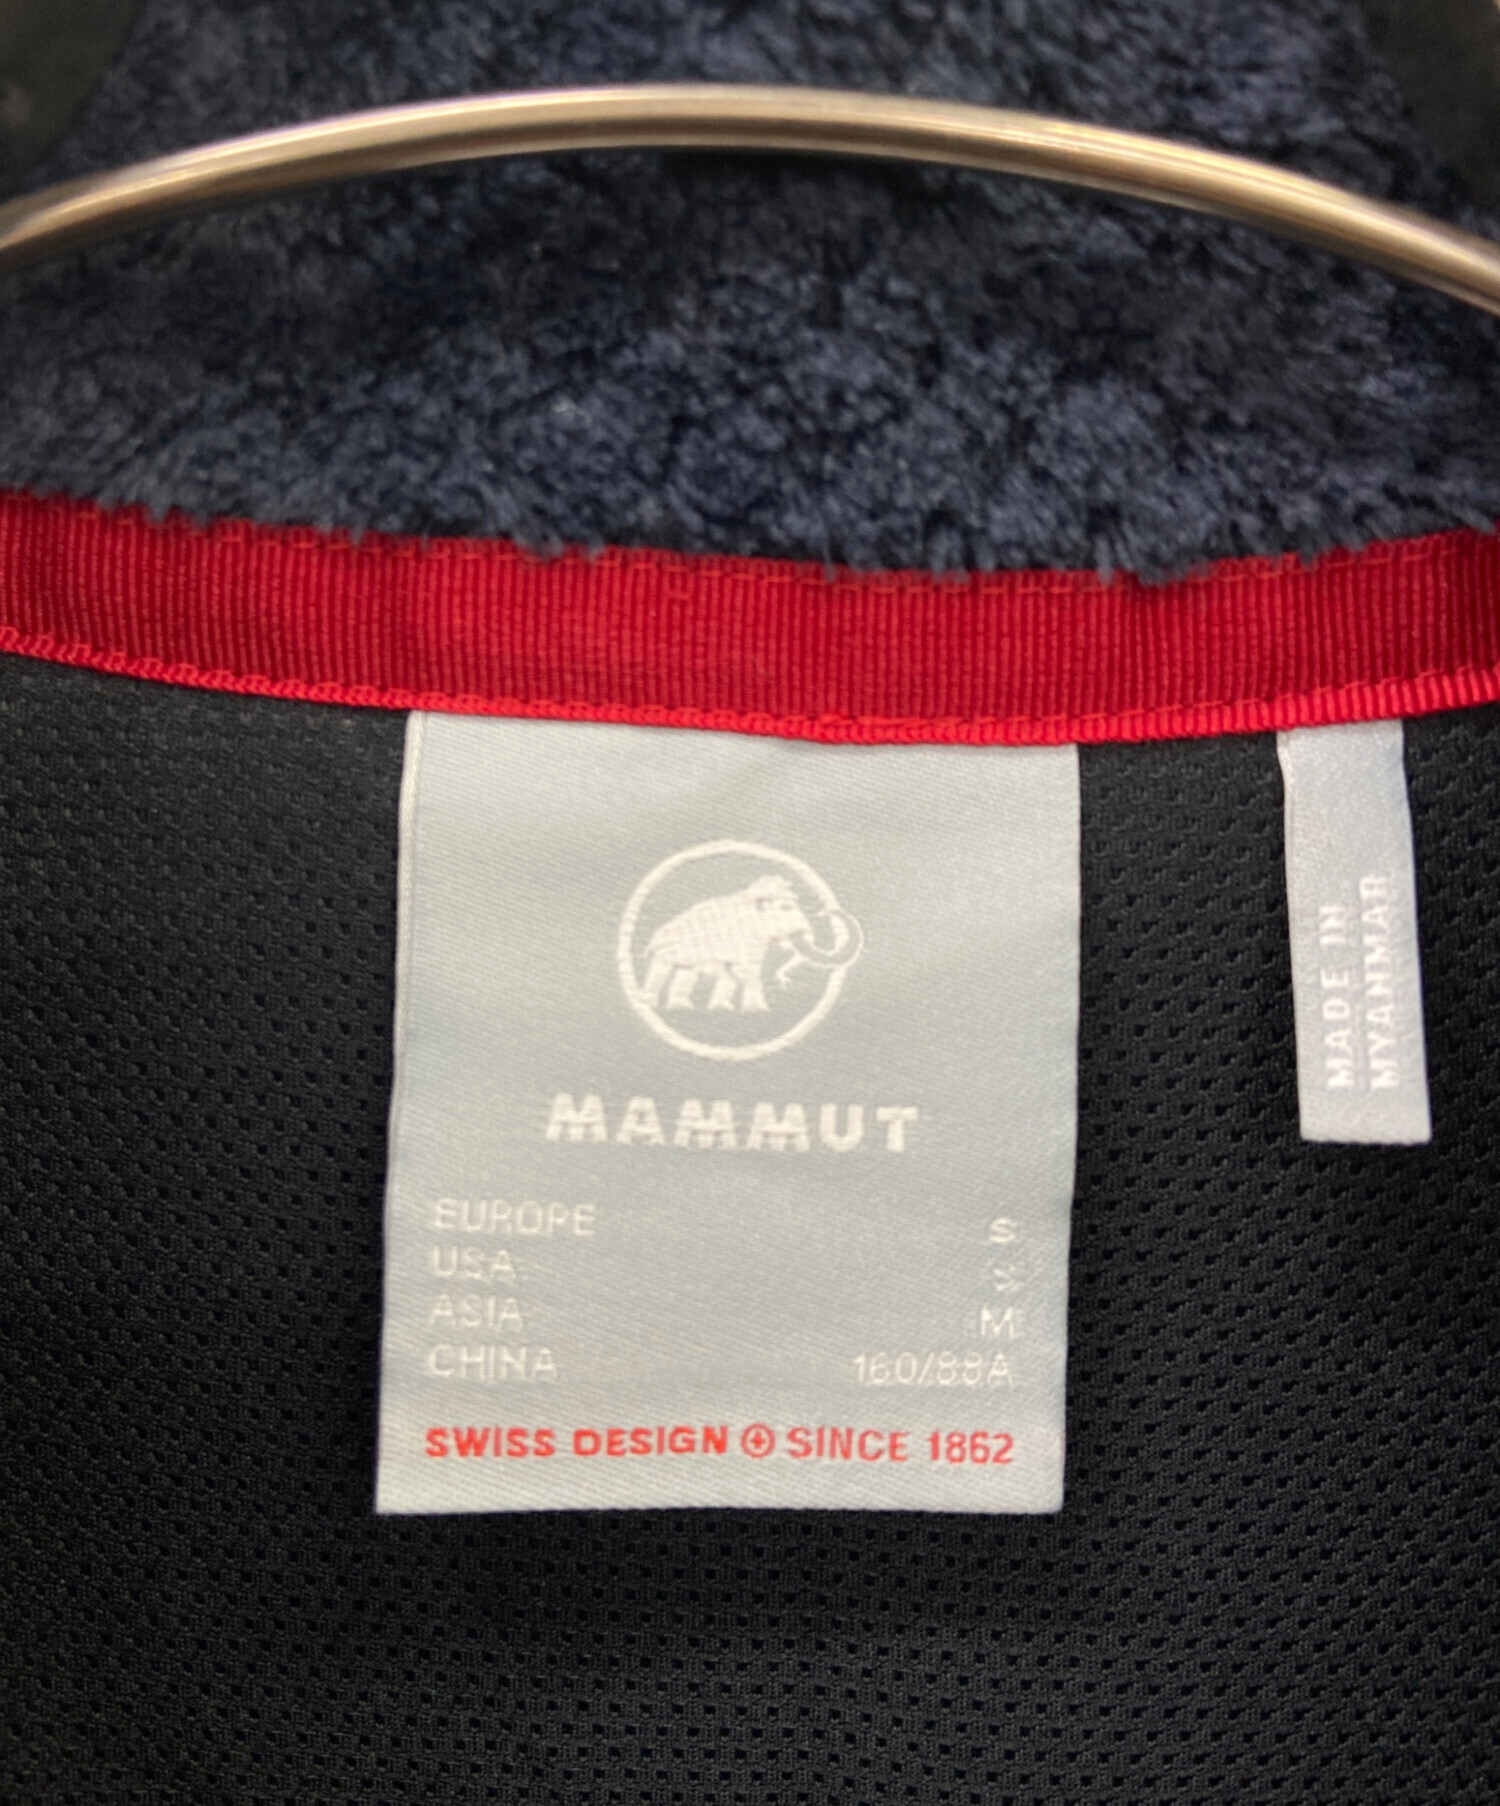 MAMMUT
EUROPE S
USA S
ASIA M
CHINA 160/88A
SWISS DESIGN SINCE 1862
MADE IN
MYANMAR